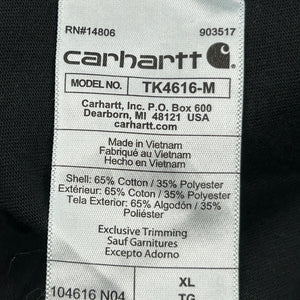 RN#14806 903517
carhartt
MODEL NO. TK4616-M
Carhartt, Inc. P.O. Box 600
Dearborn, MI 48121 USA
carhartt.com
Made in Vietnam
Fabriqué au Vietnam
Hecho en Vietnam
Shell: 65% Cotton / 35% Polyester
Extérieur: 65% Coton / 35% Polyester
Tela Exterior: 65% Algodón / 35%
Poliéster
Exclusive Trimming
Sauf Garnitures
Excepto Adorno
104616 N04 XL
TG